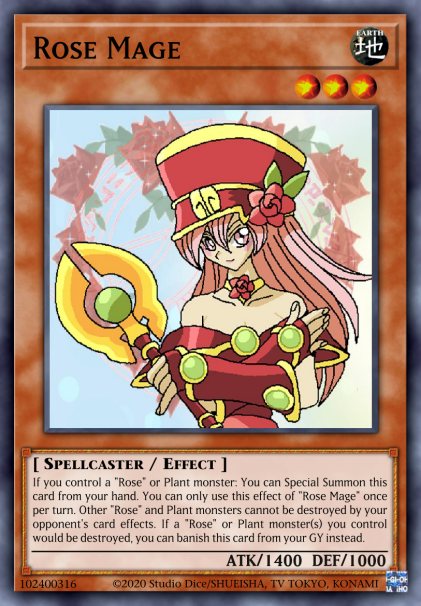 Rose Mage
EARTH
地
[ Spellcaster / Effect ]
If you control a "Rose" or Plant monster: You can Special Summon this
card from your hand. You can only use this effect of "Rose Mage" once
per turn. Other "Rose" and Plant monsters cannot be destroyed by your
opponent's card effects. If a "Rose" or Plant monster(s) you control
would be destroyed, you can banish this card from your GY instead.
ATK/1400 DEF/1000
102400316 ©2020 Studio Dice/SHUEISHA, TV TOKYO, KONAMI